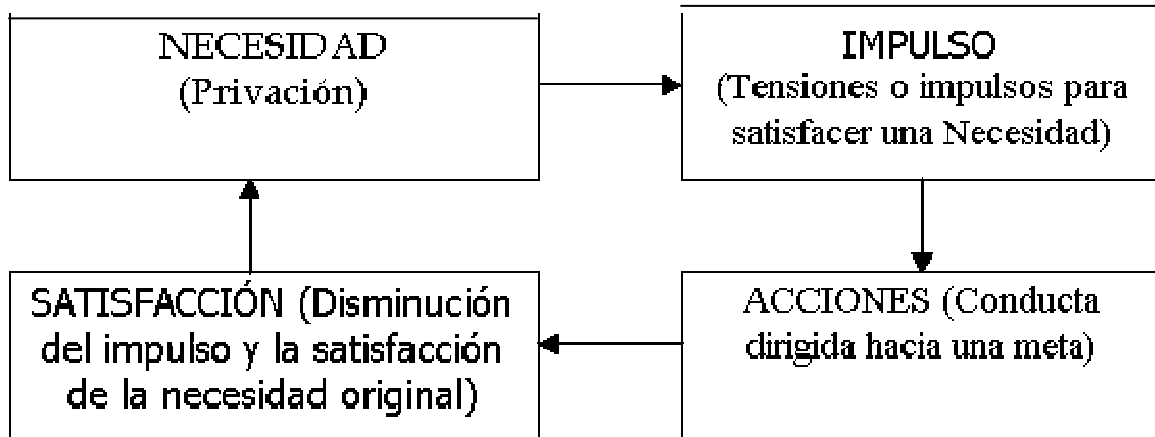 NECESIDAD
(Privación)
IMPULSO
(Tensiones o impulsos para
satisfacer una Necesidad)
ACCIONES (Conducta
dirigida hacia una meta)
SATISFACCIÓN (Disminución
del impulso y la satisfacción
de la necesidad original)